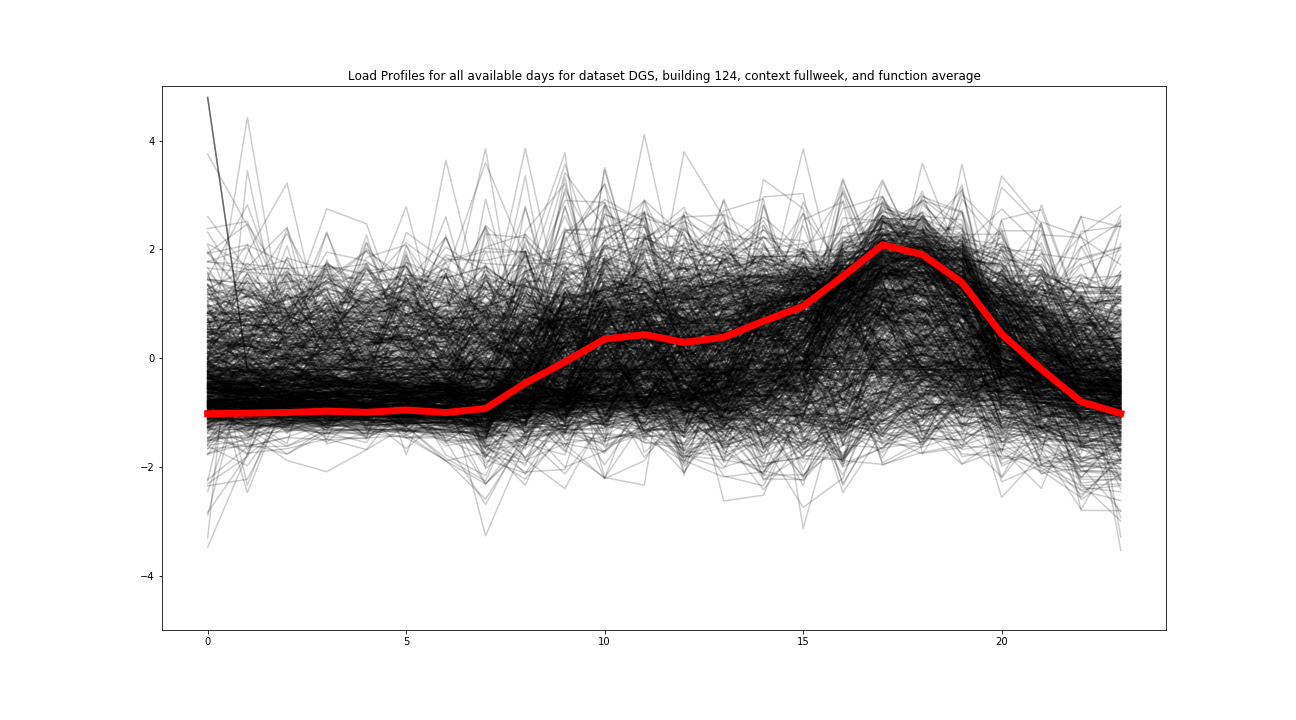 Load Profiles for all available days for dataset DGS, building 124, context fullweek, and function average
4
2
0
−2
−4
0 5 10 15 20